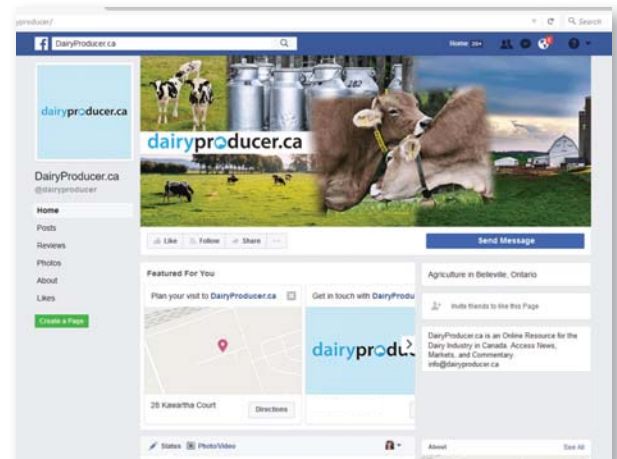 yproducer/
Search
DairyProducer.ca
Home 20+
dairyproducer.ca
dairyproducer.ca
DairyProducer.ca
@dairyproducer
Home
Posts
Reviews
Photos
About
Likes
Create a Page
Like Follow Share ...
Send Message
Featured For You
Plan your visit to DairyProducer.ca
28 Kawartha Court
Directions
Get in touch with DairyProdu
dairyprodu
Agriculture in Belleville, Ontario
Invite friends to like this Page
DairyProducer.ca is an Online Resource for the
Dairy Industry in Canada. Access News,
Markets, and Commentary.
info@dairyproducer.ca
Status Photo/Video
About See All